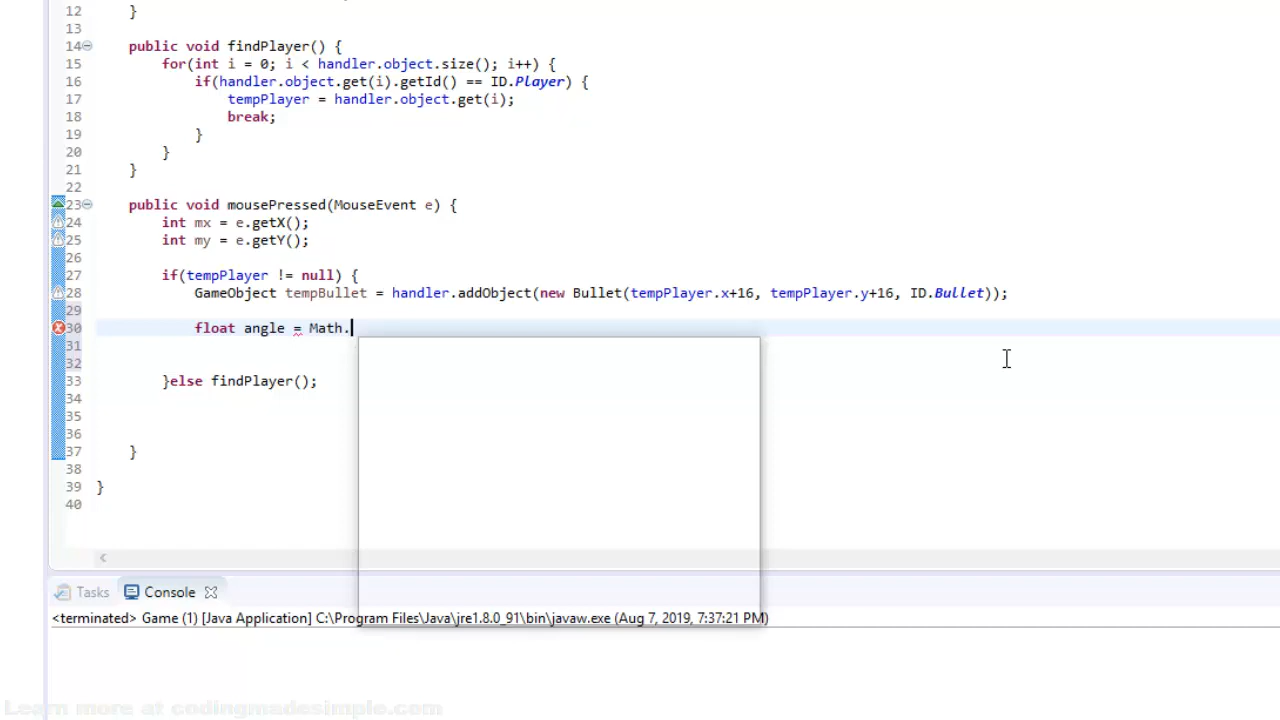 12 }
13
14 public void findPlayer() {
15 for(int i = 0; i < handler.object.size(); i++) {
16 if(handler.object.get(i).getId() == ID.Player) {
17 tempPlayer = handler.object.get(i);
18 break;
19 }
20 }
21 }
22
23 public void mousePressed(MouseEvent e) {
24 int mx = e.getX();
25 int my = e.getY();
26
27 if(tempPlayer != null) {
28 GameObject tempBullet = handler.addObject(new Bullet(tempPlayer.x+16, tempPlayer.y+16, ID.Bullet));
29
30 float angle = Math.
31
32
33 }else findPlayer();
34
35
36
37 }
38
39 }
40
Tasks Console
<terminated> Game (1) [Java Application] C:\Program Files\Java\jre1.8.0_91\bin\javaw.exe (Aug 7, 2019, 7:37:21 PM)
Learn more at codingmadesimple.com